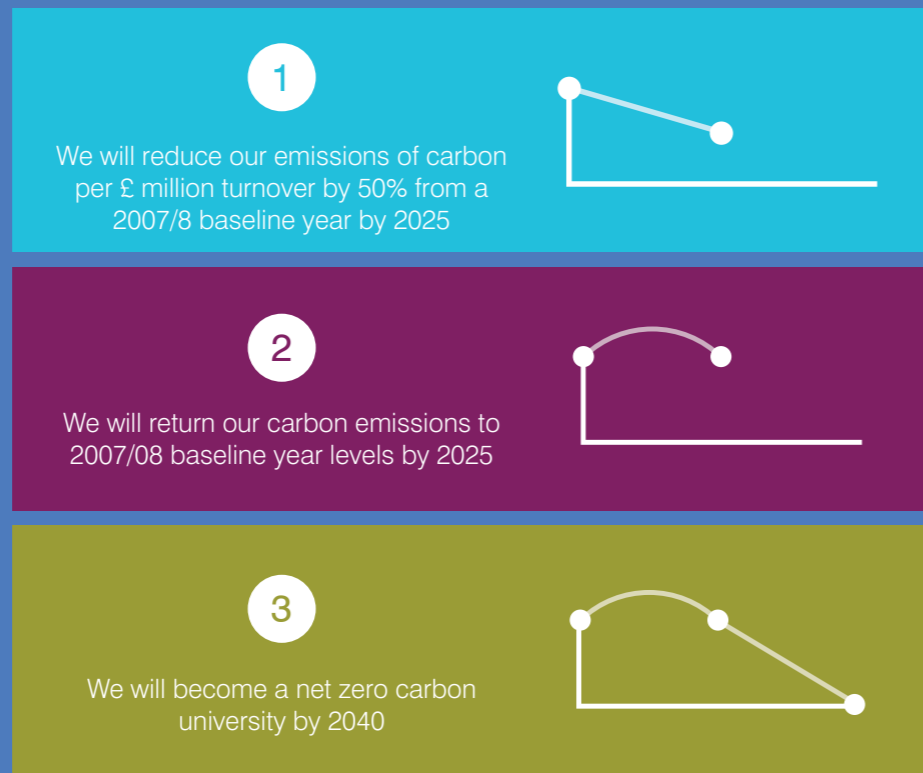 1
We will reduce our emissions of carbon
per £ million turnover by 50% from a
2007/8 baseline year by 2025
2
We will return our carbon emissions to
2007/08 baseline year levels by 2025
3
We will become a net zero carbon
university by 2040